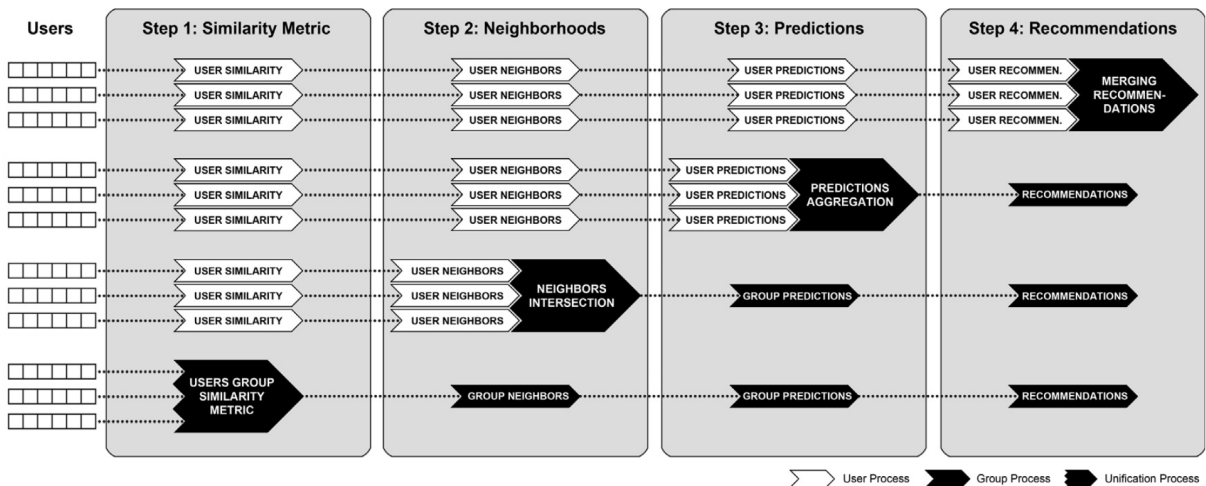 Users
Step 1: Similarity Metric
Step 2: Neighborhoods
Step 3: Predictions
Step 4: Recommendations
USER SIMILARITY
USER NEIGHBORS
USER PREDICTIONS
USER RECOMMEN.
USER SIMILARITY
USER NEIGHBORS
USER PREDICTIONS
USER RECOMMEN.
USER SIMILARITY
USER NEIGHBORS
USER PREDICTIONS
USER RECOMMEN.
MERGING
RECOMMEN-
DATIONS
USER SIMILARITY
USER NEIGHBORS
USER PREDICTIONS
USER SIMILARITY
USER NEIGHBORS
USER PREDICTIONS
USER SIMILARITY
USER NEIGHBORS
USER PREDICTIONS
PREDICTIONS
AGGREGATION
RECOMMENDATIONS
USER SIMILARITY
USER NEIGHBORS
USER SIMILARITY
USER NEIGHBORS
USER SIMILARITY
USER NEIGHBORS
NEIGHBORS
INTERSECTION
GROUP PREDICTIONS
RECOMMENDATIONS
USERS GROUP
SIMILARITY
METRIC
GROUP NEIGHBORS
GROUP PREDICTIONS
RECOMMENDATIONS
User Process
Group Process
Unification Process